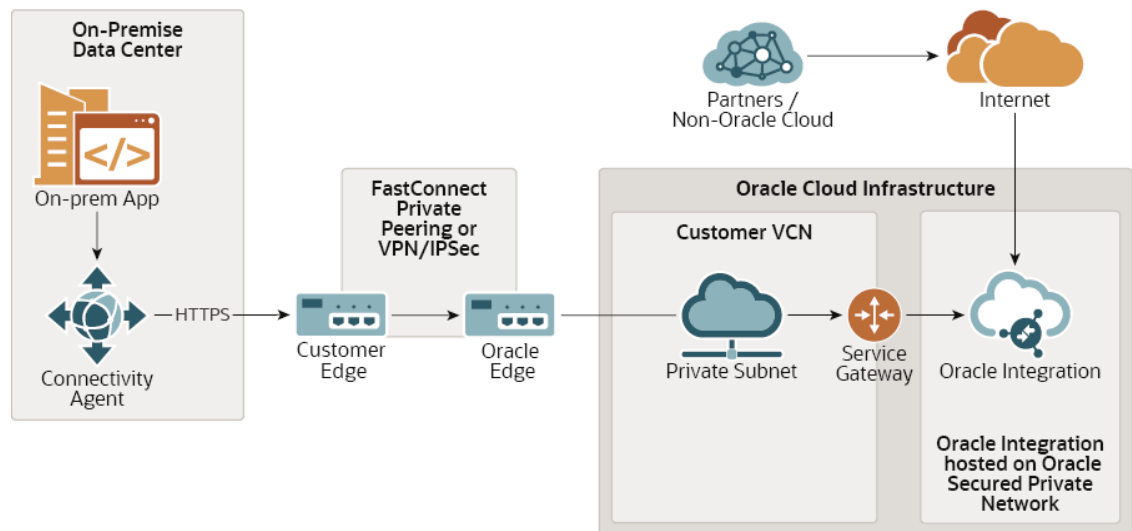 On-Premise
Data Center
On-prem App
Connectivity
Agent
HTTPS
FastConnect
Private
Peering or
VPN/IPSec
Customer
Edge
Oracle
Edge
Partners /
Non-Oracle Cloud
Internet
Oracle Cloud Infrastructure
Customer VCN
Private Subnet
Service
Gateway
Oracle Integration
Oracle Integration
hosted on Oracle
Secured Private
Network